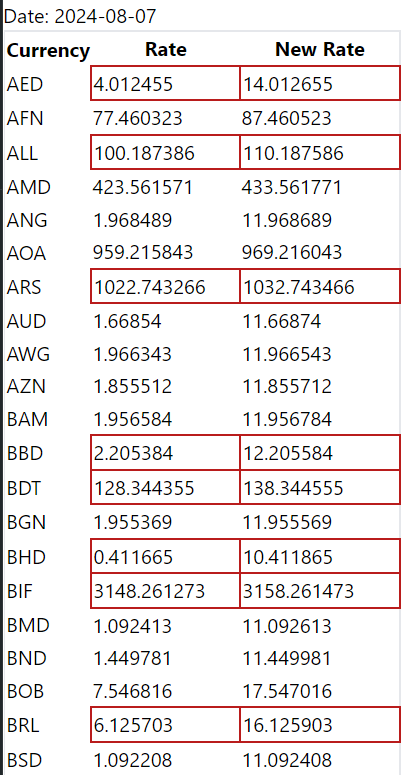 Date: 2024-08-07
Currency Rate New Rate
AED 4.012455 14.012655
AFN 77.460323 87.460523
ALL 100.187386 110.187586
AMD 423.561571 433.561771
ANG 1.968489 11.968689
AOA 959.215843 969.216043
ARS 1022.743266 1032.743466
AUD 1.66854 11.66874
AWG 1.966343 11.966543
AZN 1.855512 11.855712
BAM 1.956584 11.956784
BBD 2.205384 12.205584
BDT 128.344355 138.344555
BGN 1.955369 11.955569
BHD 0.411665 10.411865
BIF 3148.261273 3158.261473
BMD 1.092413 11.092613
BND 1.449781 11.449981
BOB 7.546816 17.547016
BRL 6.125703 16.125903
BSD 1.092208 11.092408